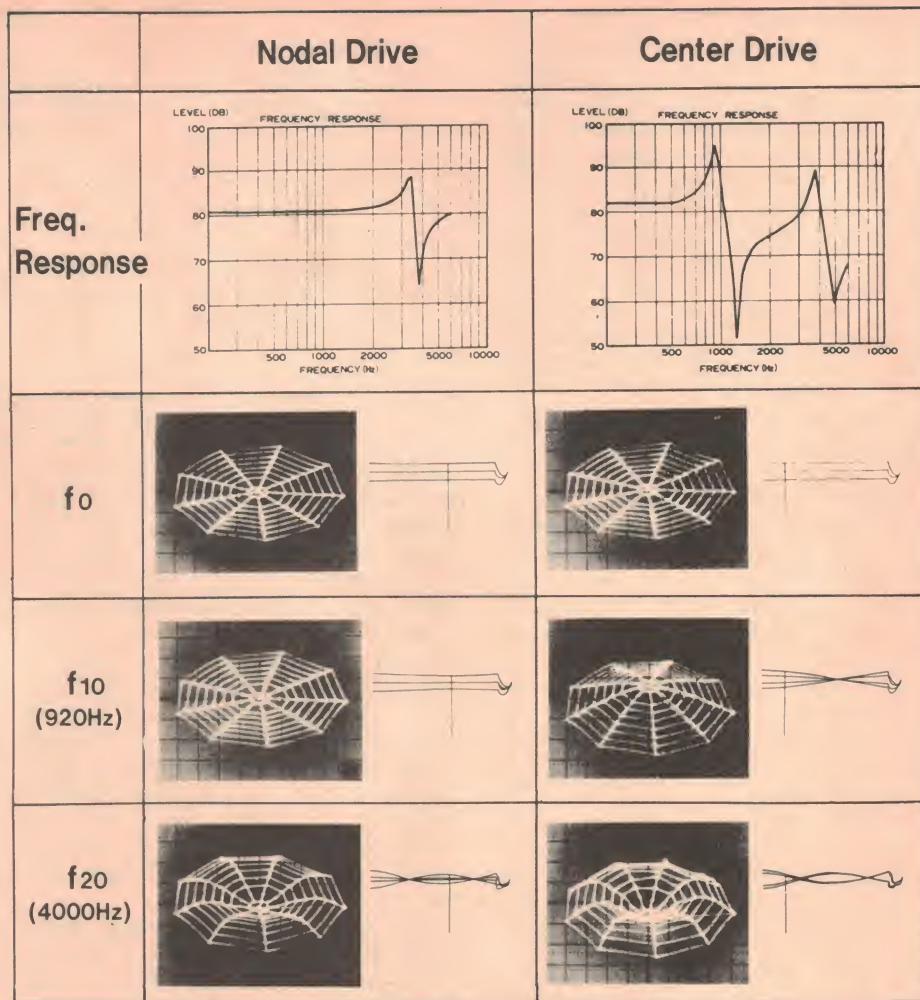 Nodal Drive
Center Drive
Freq.
Response
LEVEL (DB)
FREQUENCY RESPONSE
100
90
80
70
60
50
500
1000
2000
5000
10000
FREQUENCY (Hz)
LEVEL (DB)
FREQUENCY RESPONSE
100
90
80
70
60
50
500
1000
2000
5000
10000
FREQUENCY (Hz)
f0
f10
(920Hz)
f20
(4000Hz)